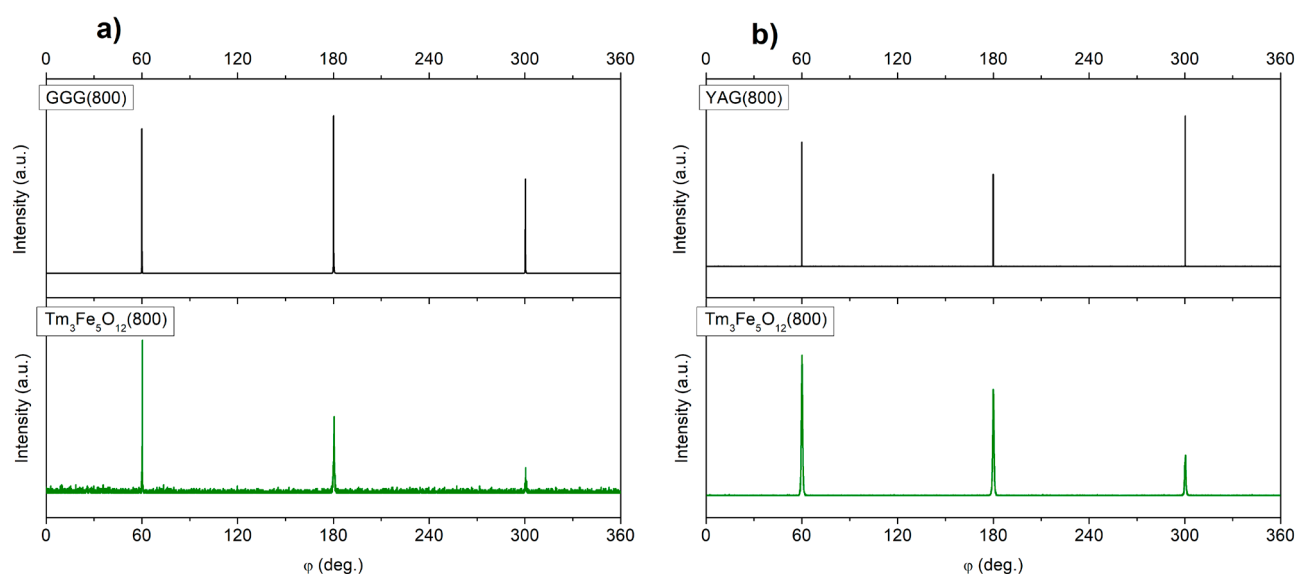 a)
0 60 120 180 240 300 360
GGG(800)
Intensity (a.u.)
Tm₃Fe₅O₁₂(800)
Intensity (a.u.)
0 60 120 180 240 300 360
φ (deg.)
b)
0 60 120 180 240 300 360
YAG(800)
Intensity (a.u.)
Tm₃Fe₅O₁₂(800)
Intensity (a.u.)
0 60 120 180 240 300 360
φ (deg.)